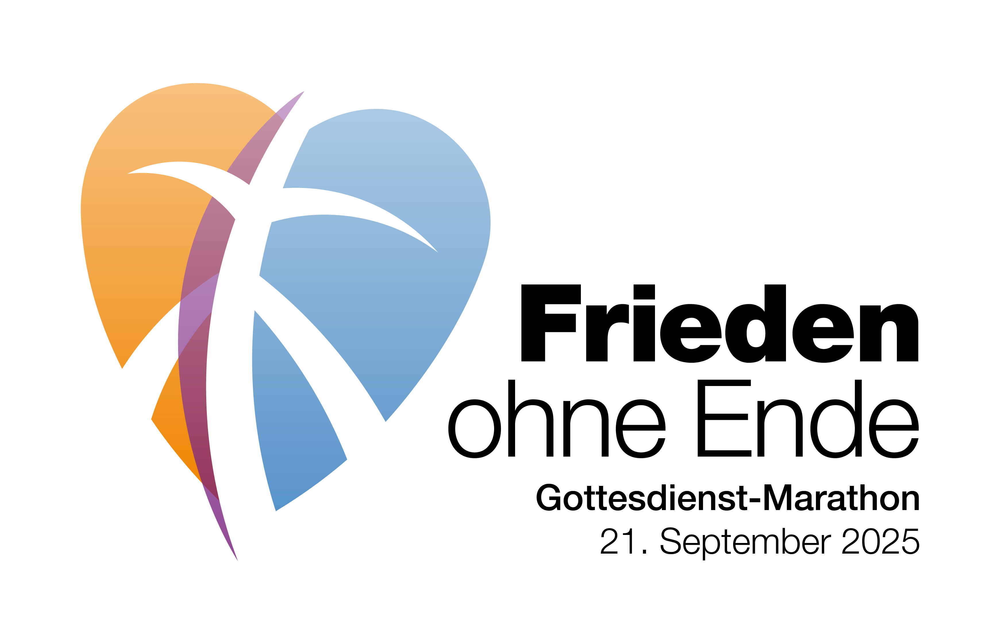 Frieden
ohne Ende
Gottesdienst-Marathon
21. September 2025